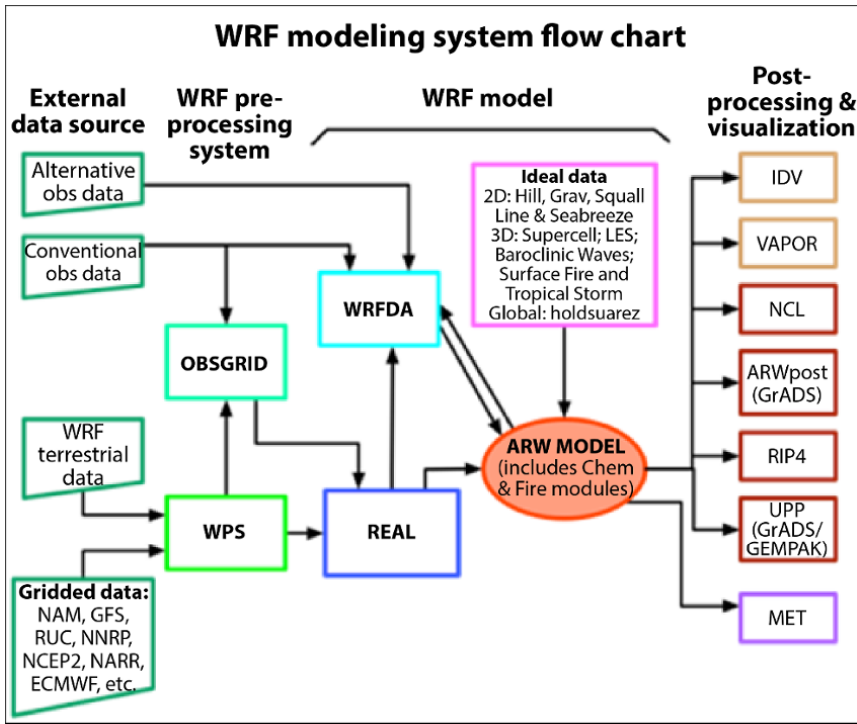 WRF modeling system flow chart
External
data source
WRF pre-
processing
system
WRF model
Post-
processing &
visualization
Alternative
obs data
Conventional
obs data
WRF
terrestrial
data
Gridded data:
NAM, GFS,
RUC, NNRP,
NCEP2, NARR,
ECMWF, etc.
OBSGRID
WPS
WRFDA
REAL
Ideal data
2D: Hill, Grav, Squall
Line & Seabreeze
3D: Supercell; LES;
Baroclinic Waves;
Surface Fire and
Tropical Storm
Global: holdsuarez
ARW MODEL
(includes Chem
& Fire modules)
IDV
VAPOR
NCL
ARWpost
(GrADS)
RIP4
UPP
(GrADS/
GEMPAK)
MET